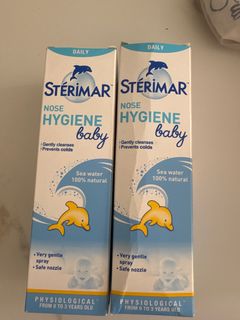 DAILY
STÉRIMAR
NOSE
HYGIENE
baby
Gently cleanses
Prevents colds
Sea water
100% natural
• Very gentle
spray
• Safe nozzle
PHYSIOLOGICAL
FROM 0 TO 3 YEARS OLD
DAILY
STÉRIMAR
NOSE
HYGIENE
baby
Gently cleanses
Prevents colds
Sea water
100% natural
• Very gentle
spray
• Safe nozzle
PHYSIOLOGICAL
FROM 0 TO 3 YEARS OLD